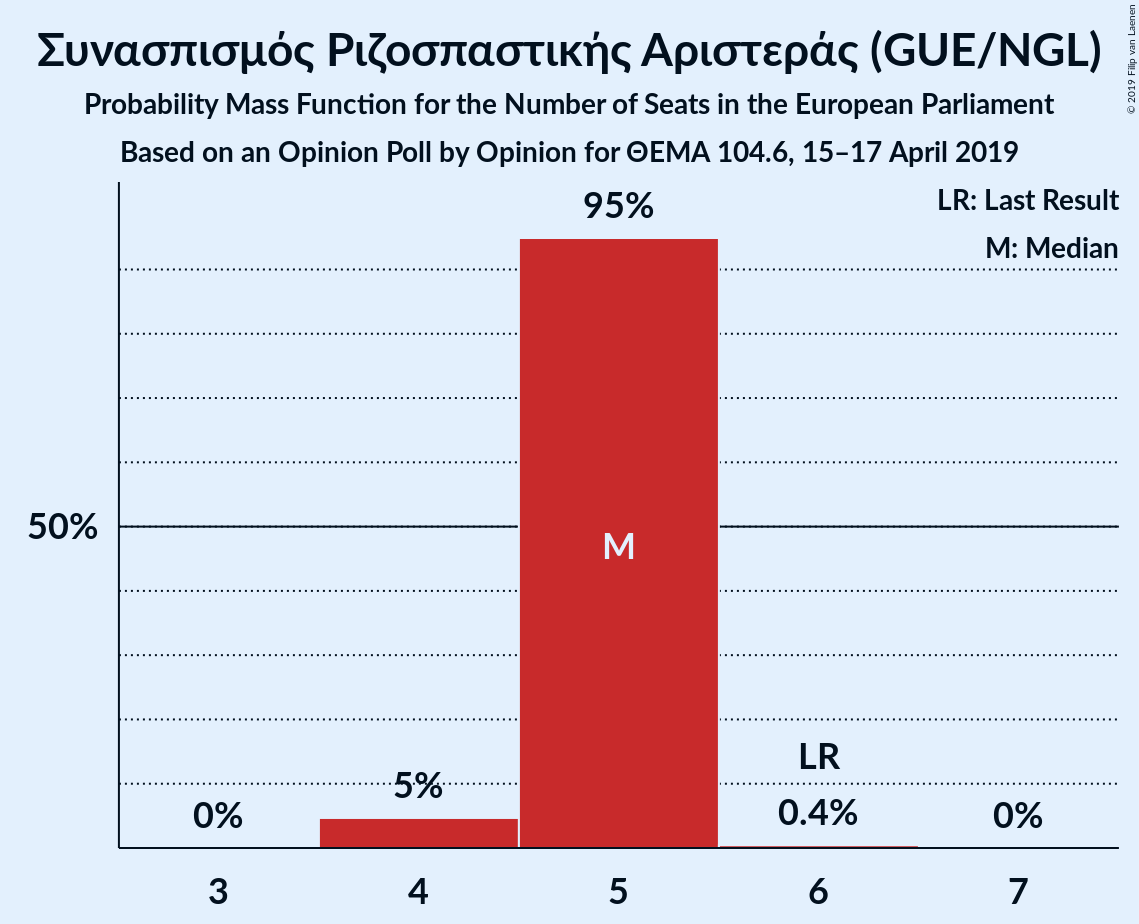 Συνασπισμός Ριζοσπαστικής Αριστεράς (GUE/NGL)
Probability Mass Function for the Number of Seats in the European Parliament
Based on an Opinion Poll by Opinion for ΘΕΜΑ 104.6, 15–17 April 2019
© 2019 Filip van Laenen
LR: Last Result
M: Median
95%
50%
M
LR
5%
0%
0.4%
0%
3 4 5 6 7